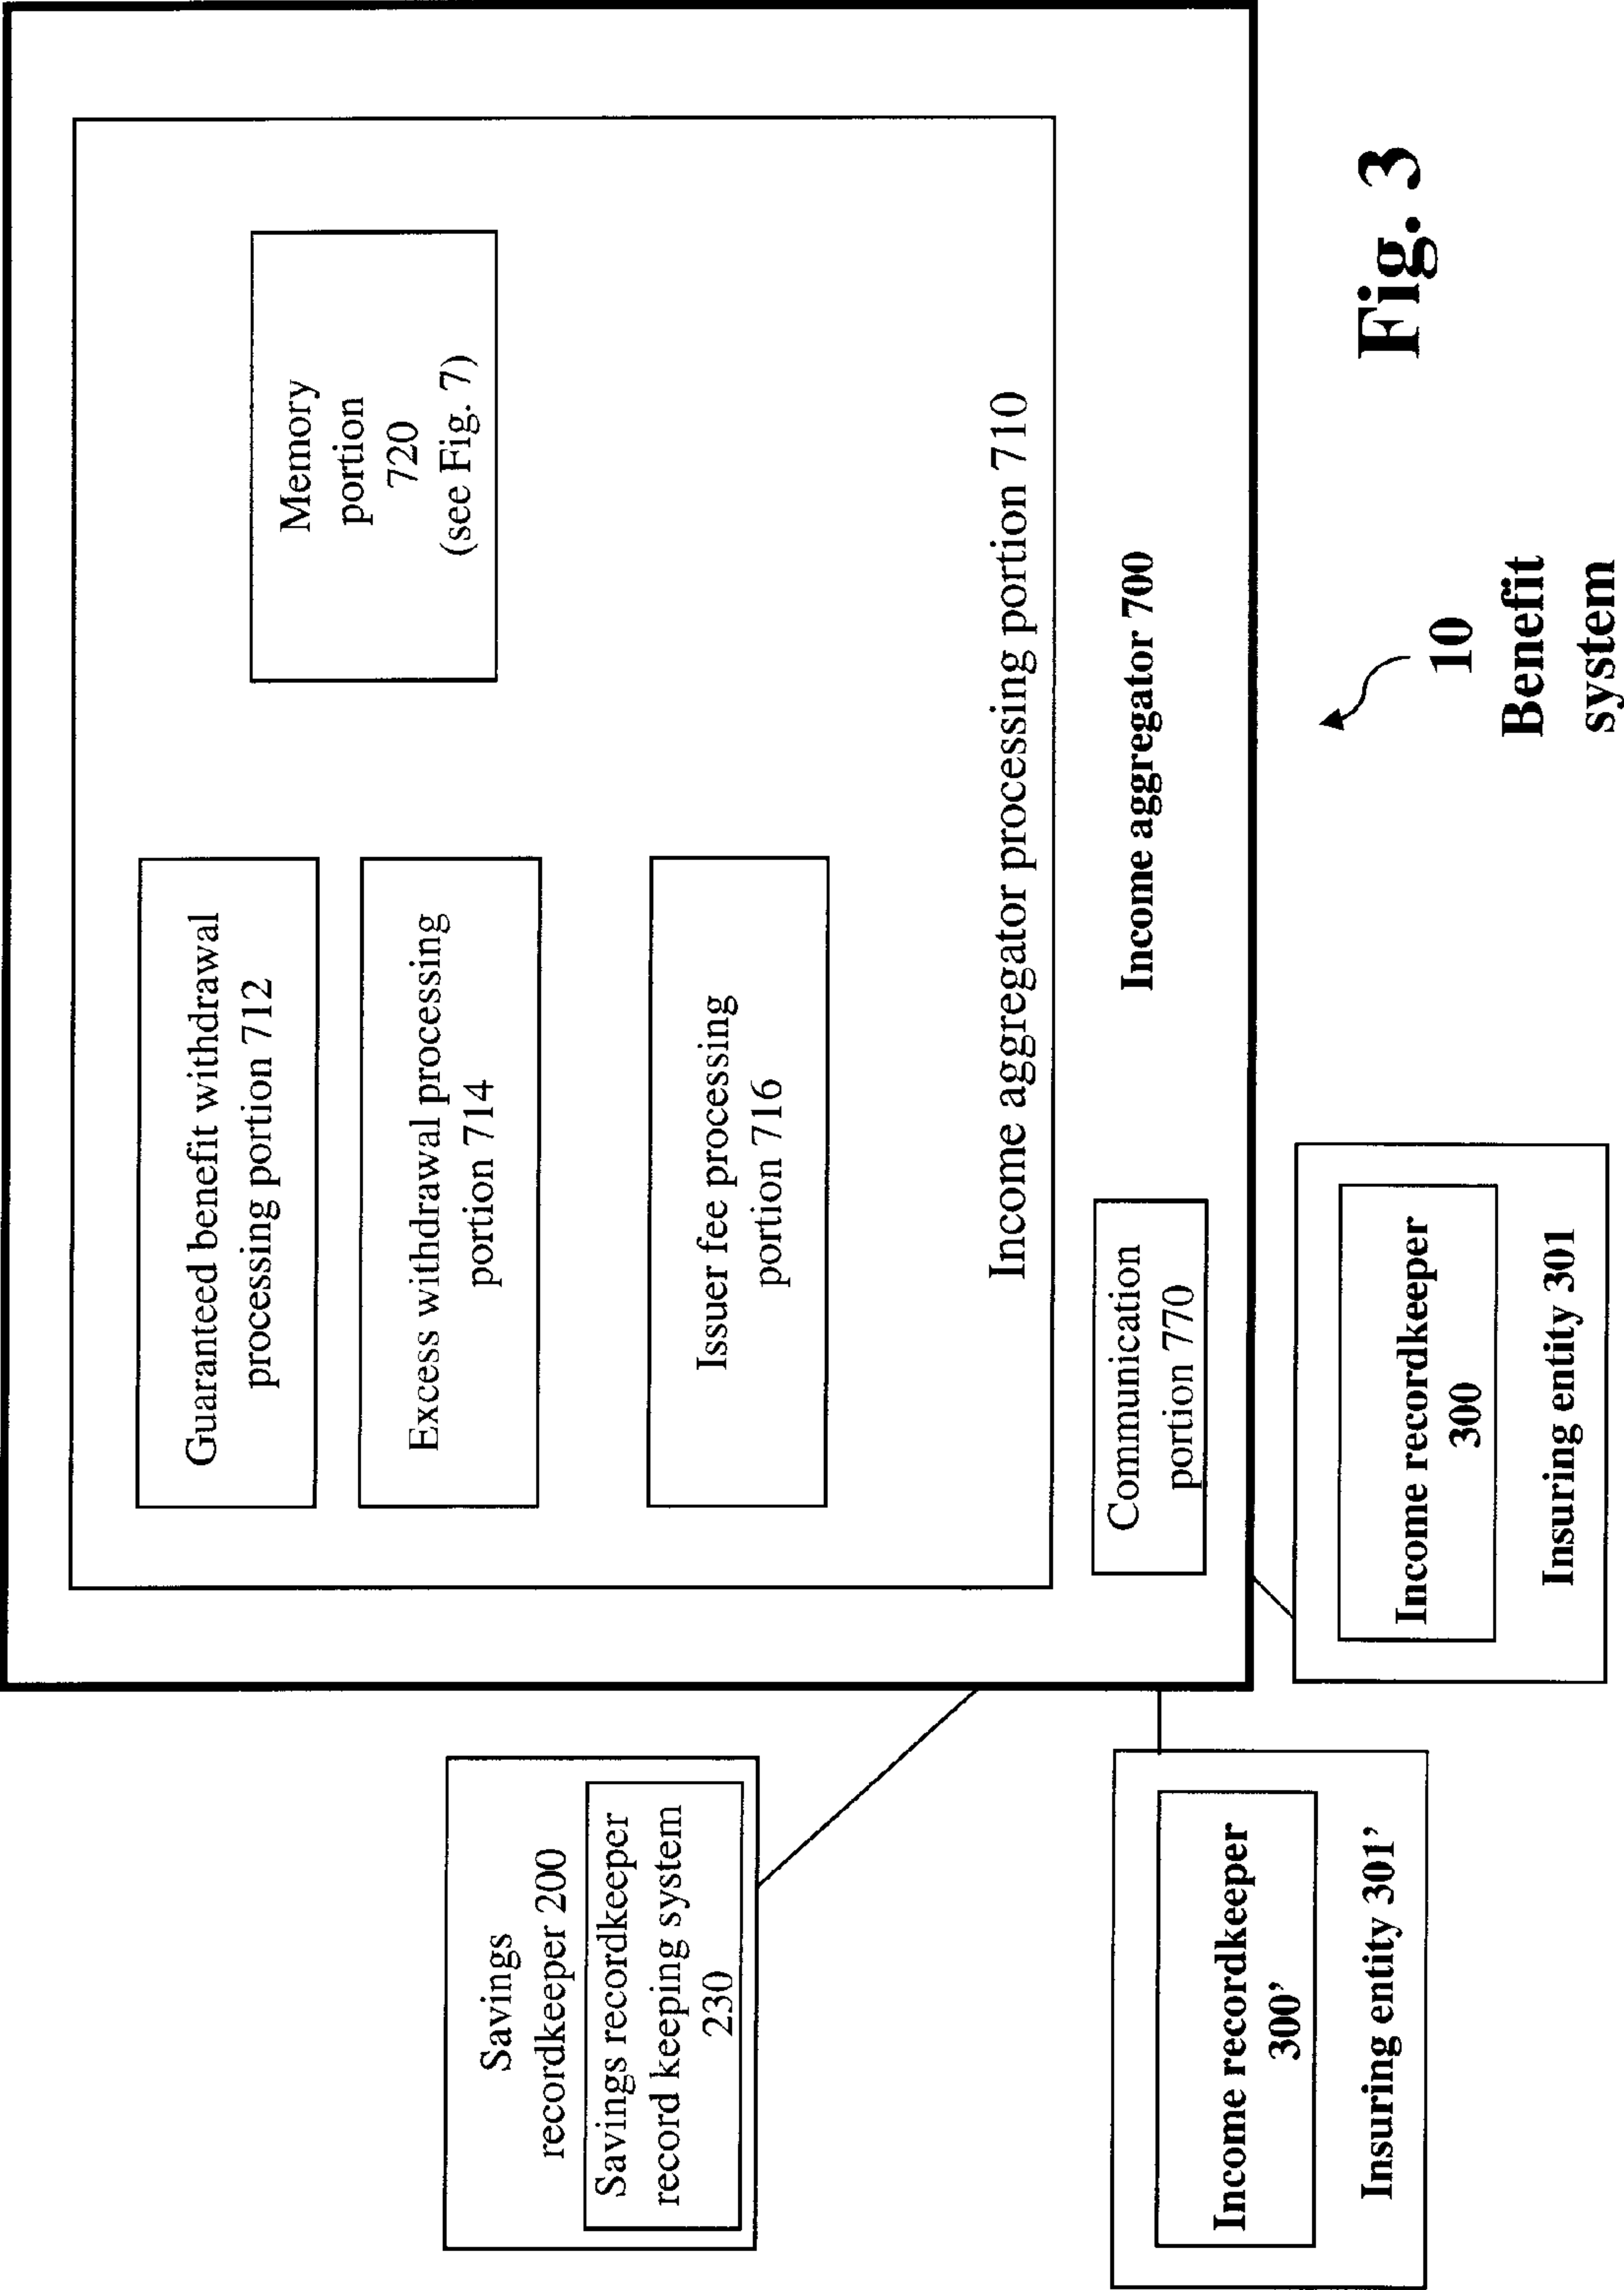 Savings
recordkeeper 200
Savings recordkeeper
record keeping system
230
Income recordkeeper
300’
Insuring entity 301’
Guaranteed benefit withdrawal
processing portion 712
Excess withdrawal processing
portion 714
Issuer fee processing
portion 716
Memory
portion
720
(see Fig. 7)
Income aggregator processing portion 710
Communication
portion 770
Income aggregator 700
Income recordkeeper
300
Insuring entity 301
10
Benefit
system
Fig. 3